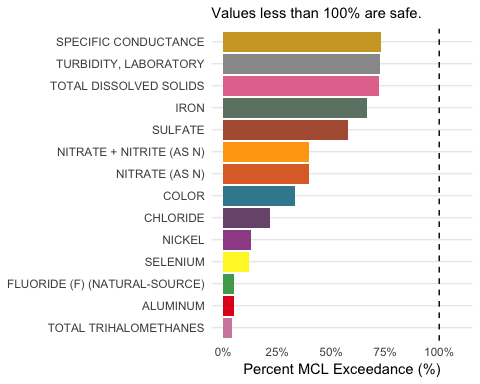 Values less than 100% are safe.
SPECIFIC CONDUCTANCE
TURBIDITY, LABORATORY
TOTAL DISSOLVED SOLIDS
IRON
SULFATE
NITRATE + NITRITE (AS N)
NITRATE (AS N)
COLOR
CHLORIDE
NICKEL
SELENIUM
FLUORIDE (F) (NATURAL-SOURCE)
ALUMINUM
TOTAL TRIHALOMETHANES
0% 25% 50% 75% 100%
Percent MCL Exceedance (%)